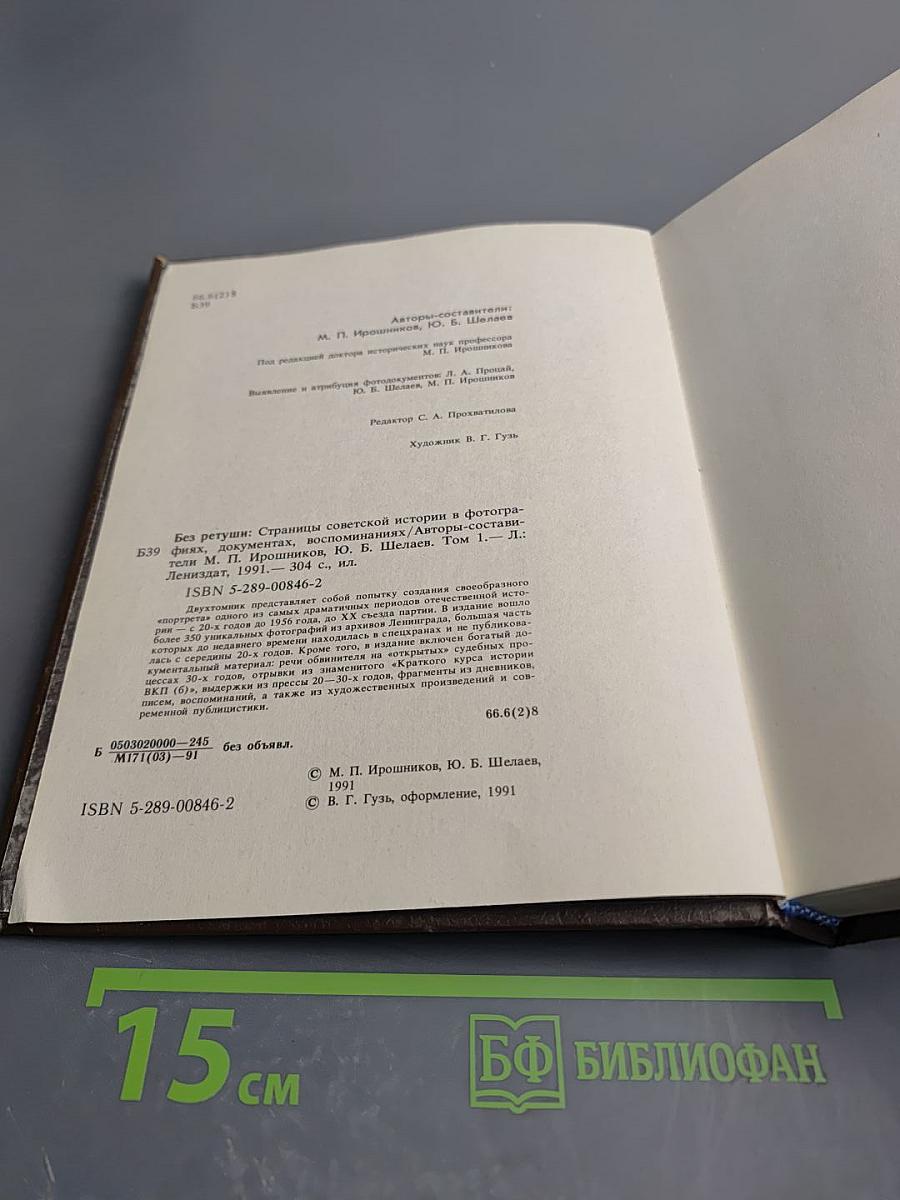 66.6(2)8
Б39
Авторы-составители:
М. П. Ирошников, Ю. Б. Шелаев
Под редакцией доктора исторических наук профессора
М. П. Ирошникова
Выявление и атрибуция фотодокументов: Л. А. Процай,
Ю. Б. Шелаев, М. П. Ирошников
Редактор С. А. Прохватилова
Художник В. Г. Гузь
Без ретуши: Страницы советской истории в фотогра-
Б39 фиях, документах, воспоминаниях/Авторы-состави-
тели М. П. Ирошников, Ю. Б. Шелаев. Том 1.— Л.:
Лениздат, 1991.— 304 с., ил.
ISBN 5-289-00846-2
Двухтомник представляет собой попытку создания своеобразного
«портрета» одного из самых драматичных периодов отечественной исто-
рии — с 20-х годов до 1956 года, до XX съезда партии. В издание вошло
более 350 уникальных фотографий из архивов Ленинграда, большая часть
которых до недавнего времени находилась в спецхранах и не публикова-
лась с середины 20-х годов. Кроме того, в издание включен богатый до-
кументальный материал: речи обвинителя на «открытых» судебных про-
цессах 30-х годов, отрывки из знаменитого «Краткого курса истории
ВКП (б)», выдержки из прессы 20—30-х годов, фрагменты из дневников,
писем, воспоминаний, а также из художественных произведений и сов-
ременной публицистики.
66.6(2)8
Б 0503020000—245 без объявл.
М171(03)—91
© М. П. Ирошников, Ю. Б. Шелаев,
1991
© В. Г. Гузь, оформление, 1991
ISBN 5-289-00846-2
15 см
БФ БИБЛИОФАН